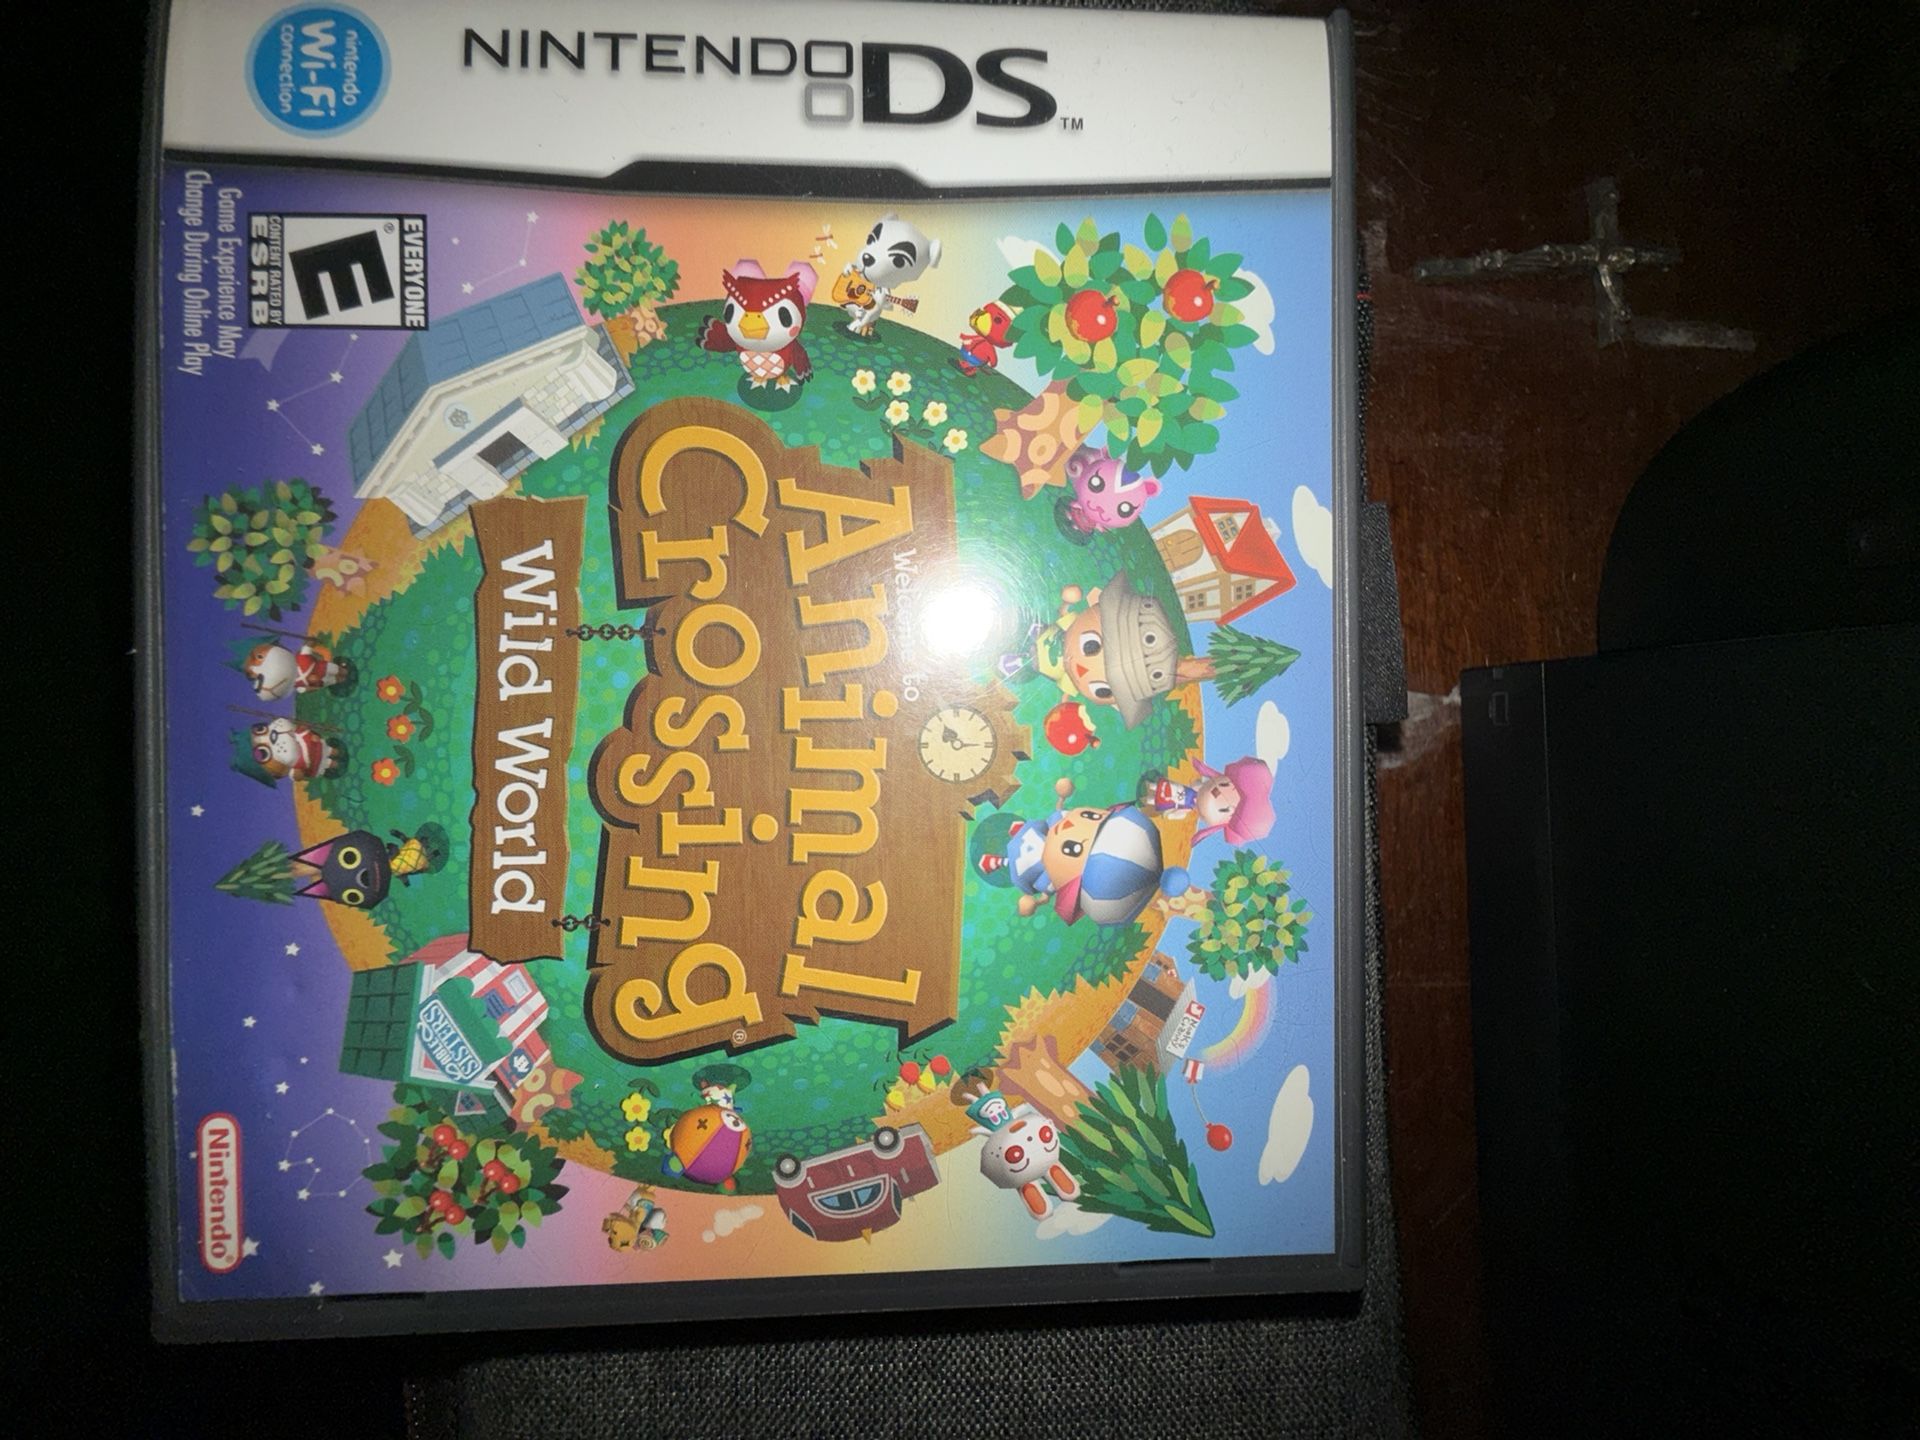 NINTENDO DS™
nintendo
Wi-Fi
connection
Welcome to
Animal
Crossing®
Wild World
EVERYONE
E®
CONTENT RATED BY
ESRB
Game Experience May
Change During Online Play
SISTERS
Nintendo®